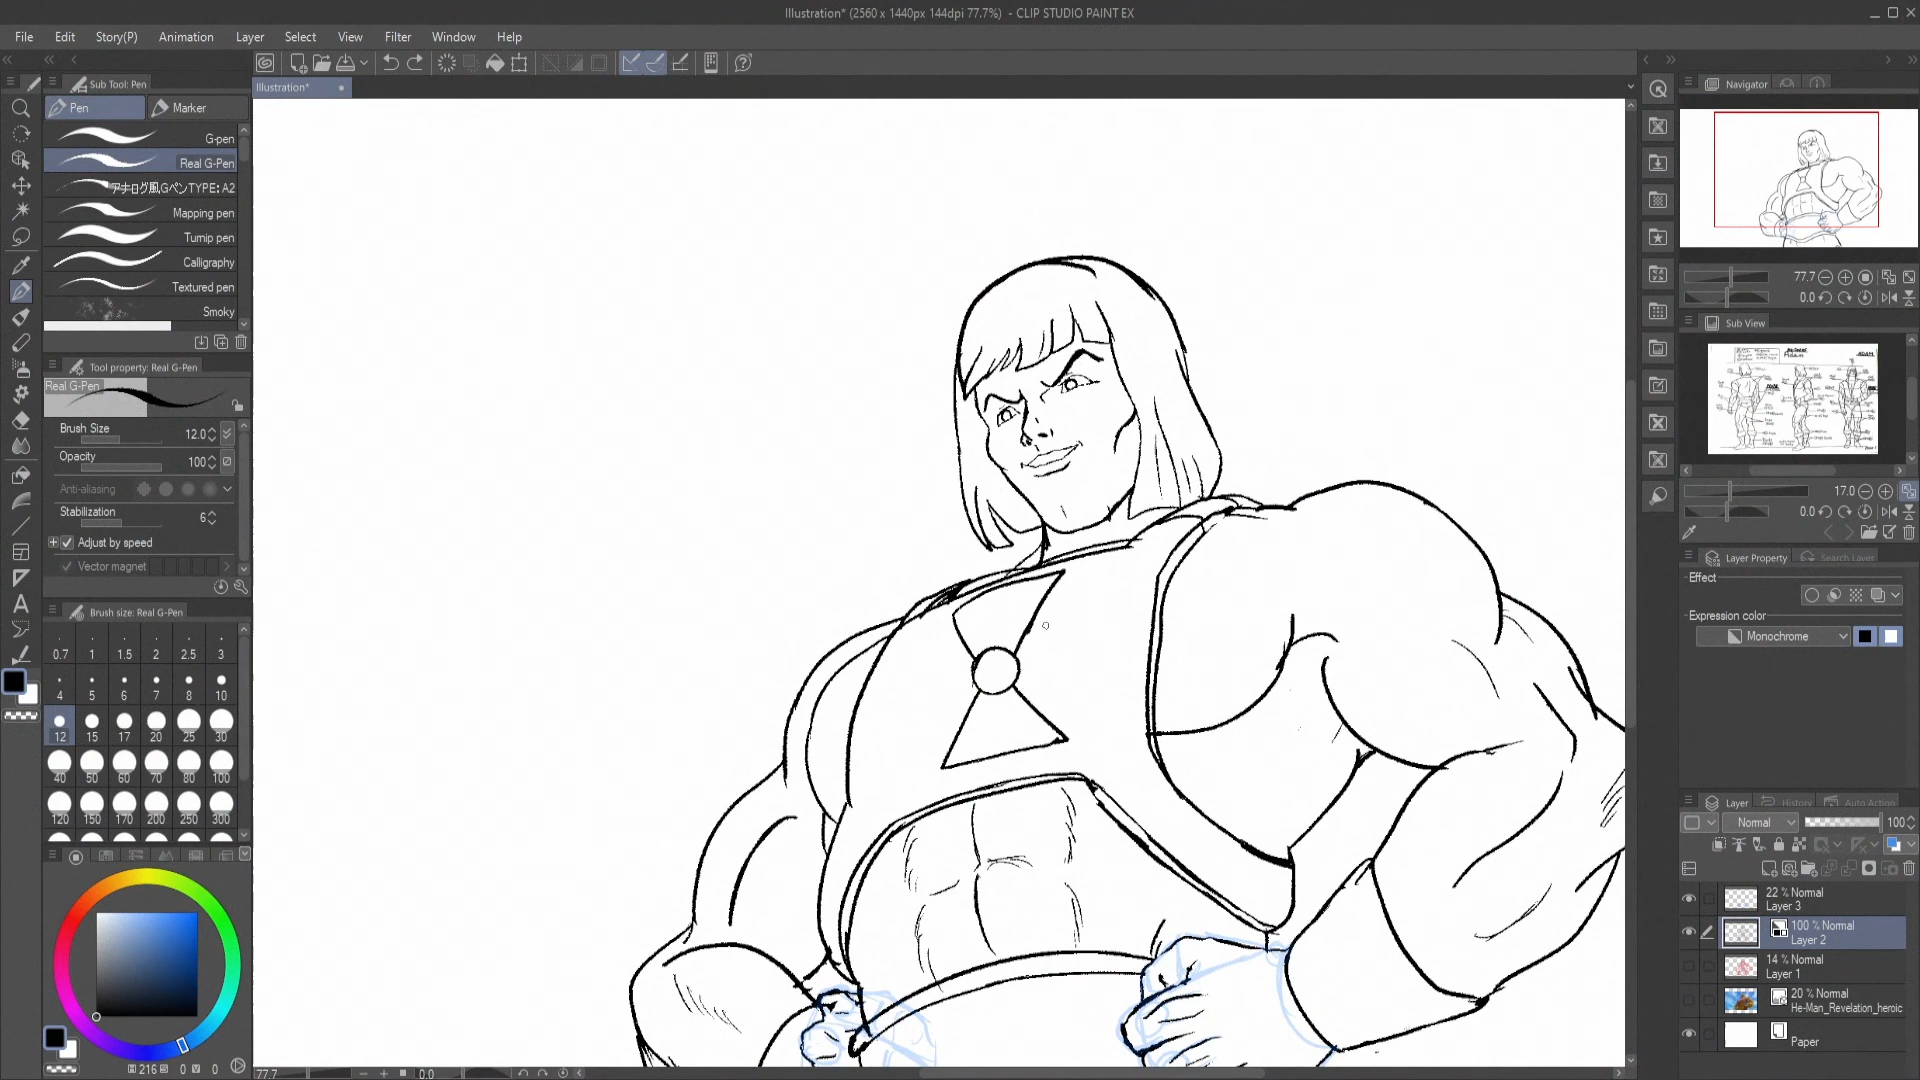 Illustration* (2560 x 1440px 144dpi 77.7%) - CLIP STUDIO PAINT EX
File Edit Story(P) Animation Layer Select View Filter Window Help
Sub Tool: Pen
Pen Marker
Illustration*
G-pen
Real G-Pen
アナログ風GペンTYPE: A2
Mapping pen
Turnip pen
Calligraphy
Textured pen
Smoky
Tool property: Real G-Pen
Real G-Pen
Brush Size 12.0
Opacity 100
Anti-aliasing
Stabilization 6
Adjust by speed
Vector magnet
Brush size: Real G-Pen
0.7 1 1.5 2 2.5 3
4 5 6 7 8 10
12 15 17 20 25 30
40 50 60 70 80 100
120 150 170 200 250 300
216 0 0
77.7 0.0
Navigator
77.7
0.0
Sub View
Adam
17.0
0.0
Layer Property Search Layer
Effect
Expression color
Monochrome
Layer History Auto Action
Normal 100
22 % Normal
Layer 3
100 % Normal
Layer 2
14 % Normal
Layer 1
20 % Normal
He-Man_Revelation_heroic
Paper